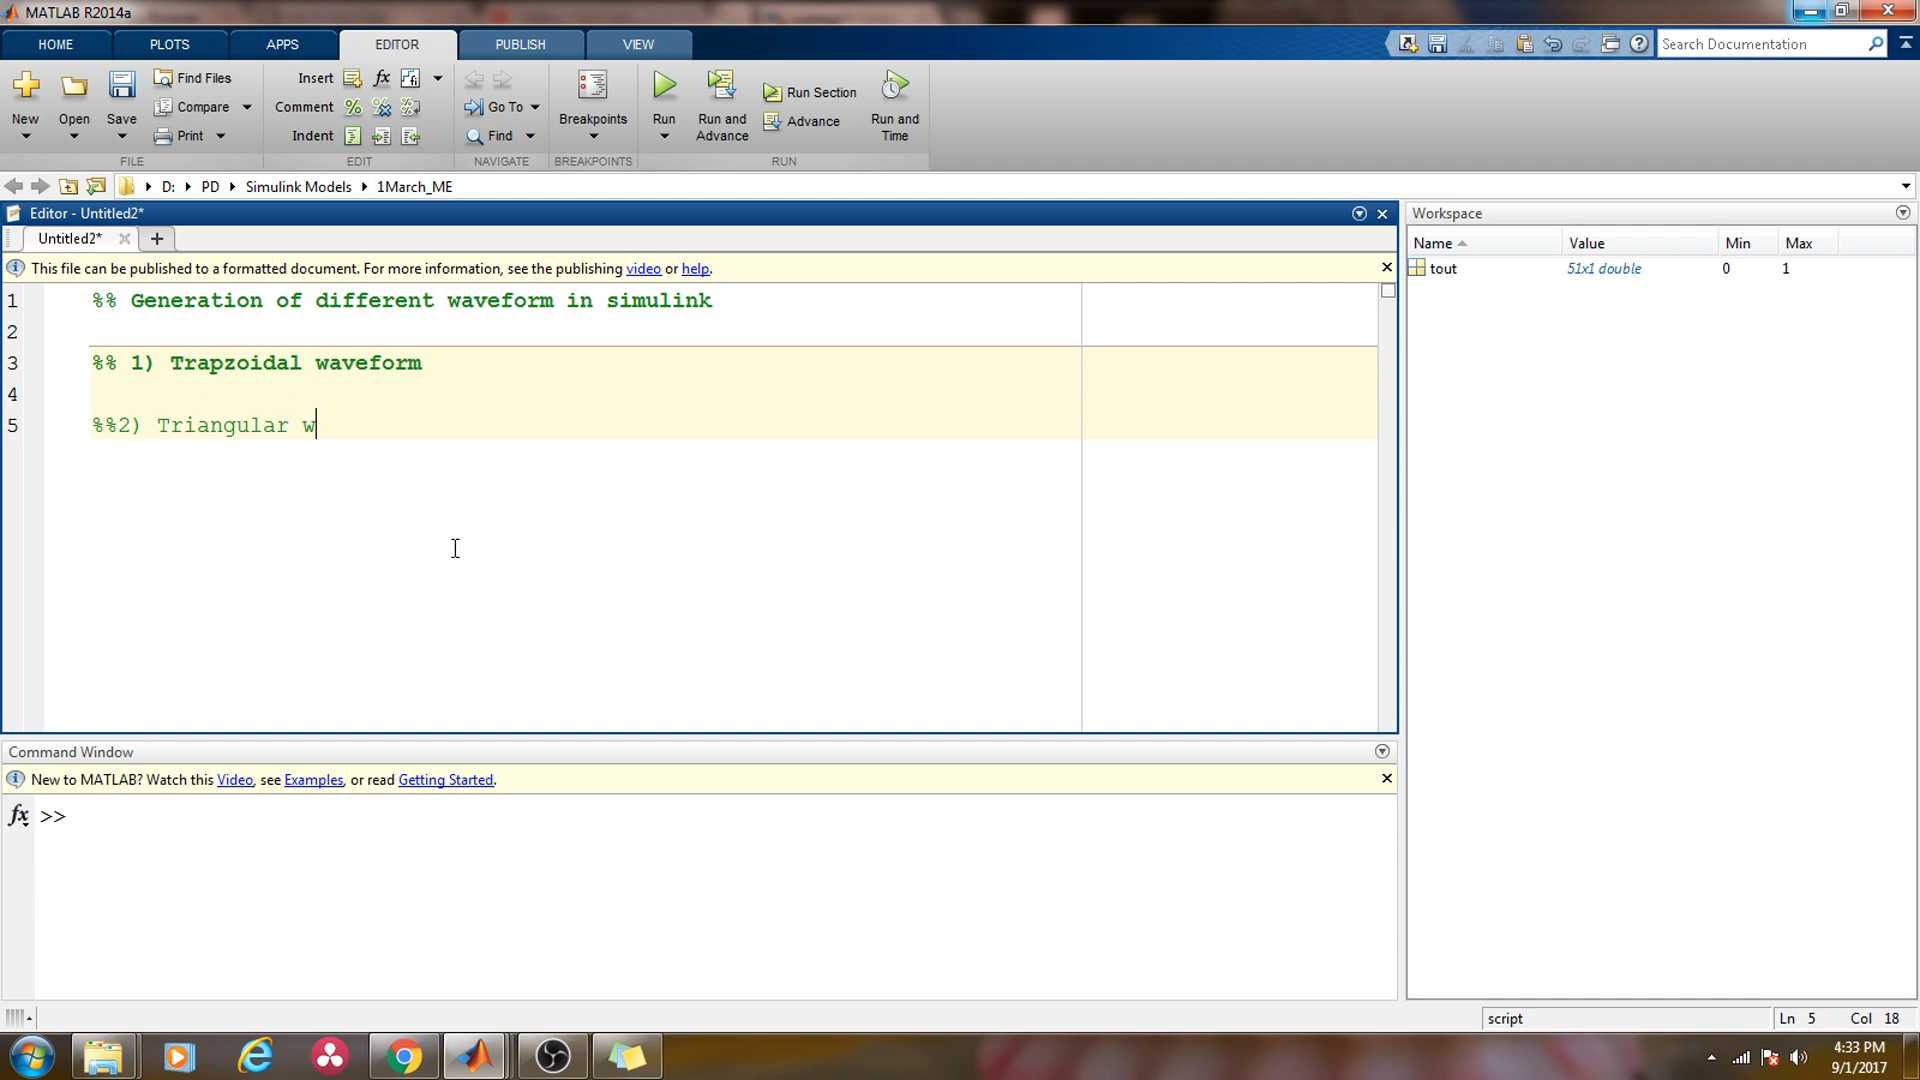 MATLAB R2014a
HOME
PLOTS
APPS
EDITOR
PUBLISH
VIEW
Search Documentation
New
Open
Save
Find Files
Compare
Print
FILE
Insert
fx
fi
Comment
%
Indent
EDIT
Go To
Find
NAVIGATE
Breakpoints
BREAKPOINTS
Run
Run and Advance
Run Section
Advance
Run and Time
RUN
D: PD Simulink Models 1March_ME
Editor - Untitled2*
Untitled2*
This file can be published to a formatted document. For more information, see the publishing video or help.
1 %% Generation of different waveform in simulink
2
3 %% 1) Trapzoidal waveform
4
5 %%2) Triangular w
Workspace
Name Value Min Max
tout 51x1 double 0 1
Command Window
New to MATLAB? Watch this Video, see Examples, or read Getting Started.
fx >>
script
Ln 5 Col 18
4:33 PM
9/1/2017